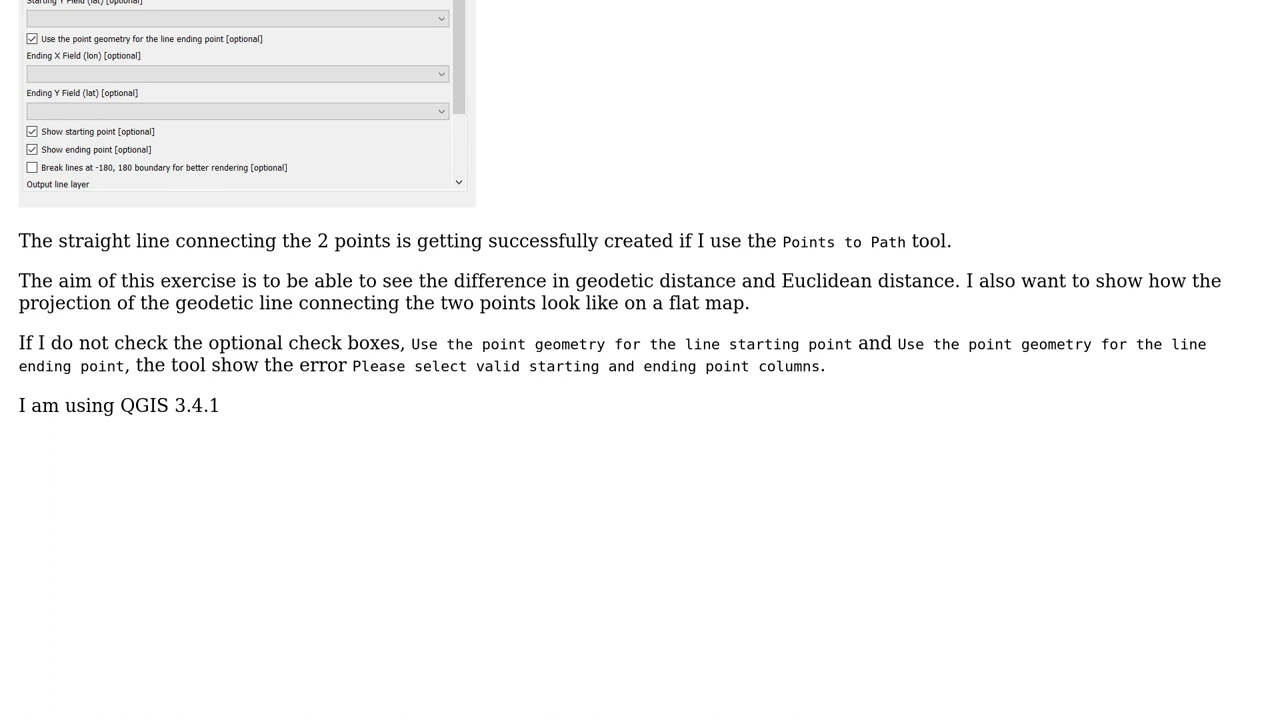 Starting Y Field (lat) [optional]
Use the point geometry for the line ending point [optional]
Ending X Field (lon) [optional]
Ending Y Field (lat) [optional]
Show starting point [optional]
Show ending point [optional]
Break lines at -180, 180 boundary for better rendering [optional]
Output line layer
The straight line connecting the 2 points is getting successfully created if I use the Points to Path tool.
The aim of this exercise is to be able to see the difference in geodetic distance and Euclidean distance. I also want to show how the
projection of the geodetic line connecting the two points look like on a flat map.
If I do not check the optional check boxes, Use the point geometry for the line starting point and Use the point geometry for the line
ending point, the tool show the error Please select valid starting and ending point columns.
I am using QGIS 3.4.1